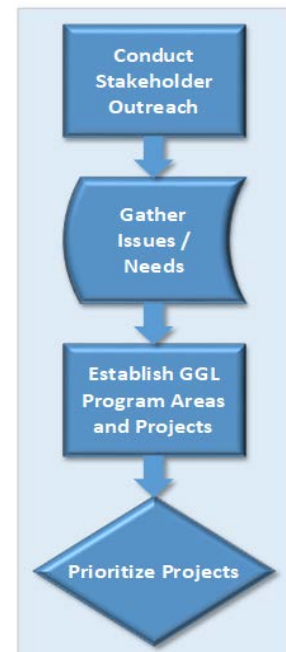 Conduct
Stakeholder
Outreach
Gather
Issues /
Needs
Establish GGL
Program Areas
and Projects
Prioritize Projects